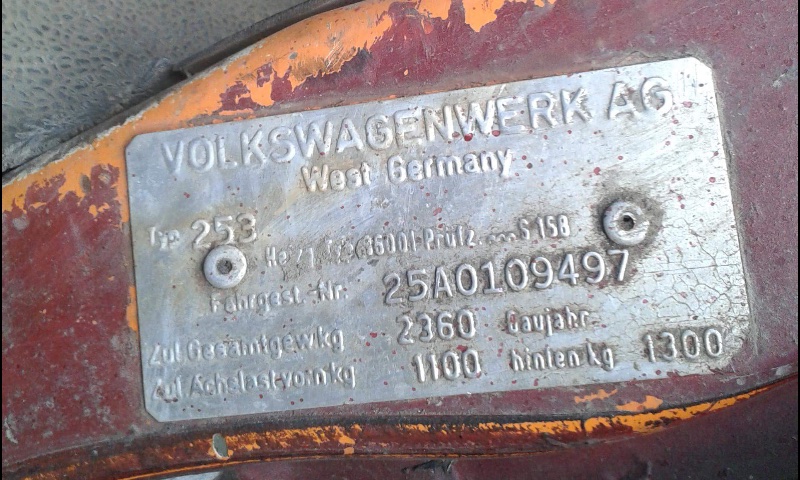 VOLKSWAGENWERK AG
West Germany
Typ 253
S 158
Fahrgest.-Nr. 25A0109497
Zul Gesamtgew.kg 2360 Baujahr
Zul Achslast vorn kg 1100 hinten kg 1300